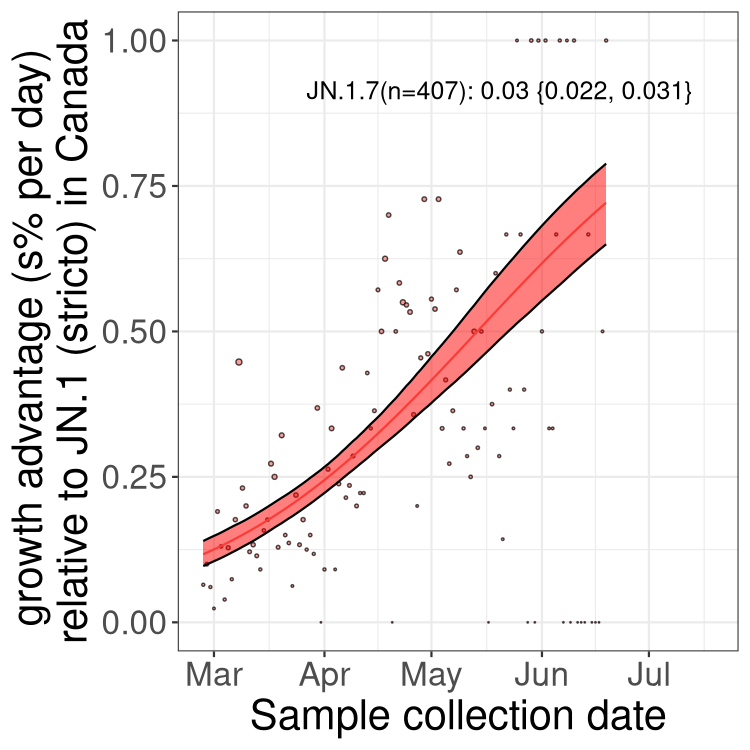 growth advantage (s% per day)
relative to JN.1 (stricto) in Canada
1.00
0.75
0.50
0.25
0.00
JN.1.7(n=407): 0.03 {0.022, 0.031}
Mar Apr May Jun Jul
Sample collection date